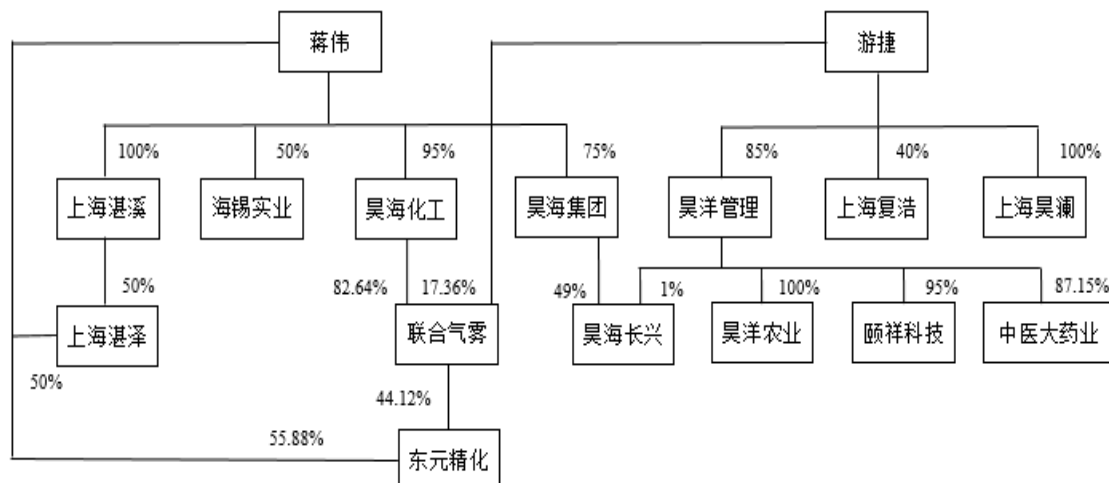 蒋伟
游捷
100%
50%
95%
75%
85%
40%
100%
上海湛溪
海锡实业
昊海化工
昊海集团
昊洋管理
上海复浩
上海昊澜
50%
82.64%
17.36%
49%
1%
100%
95%
87.15%
上海湛泽
联合气雾
昊海长兴
昊洋农业
颐祥科技
中医大药业
50%
44.12%
55.88%
东元精化